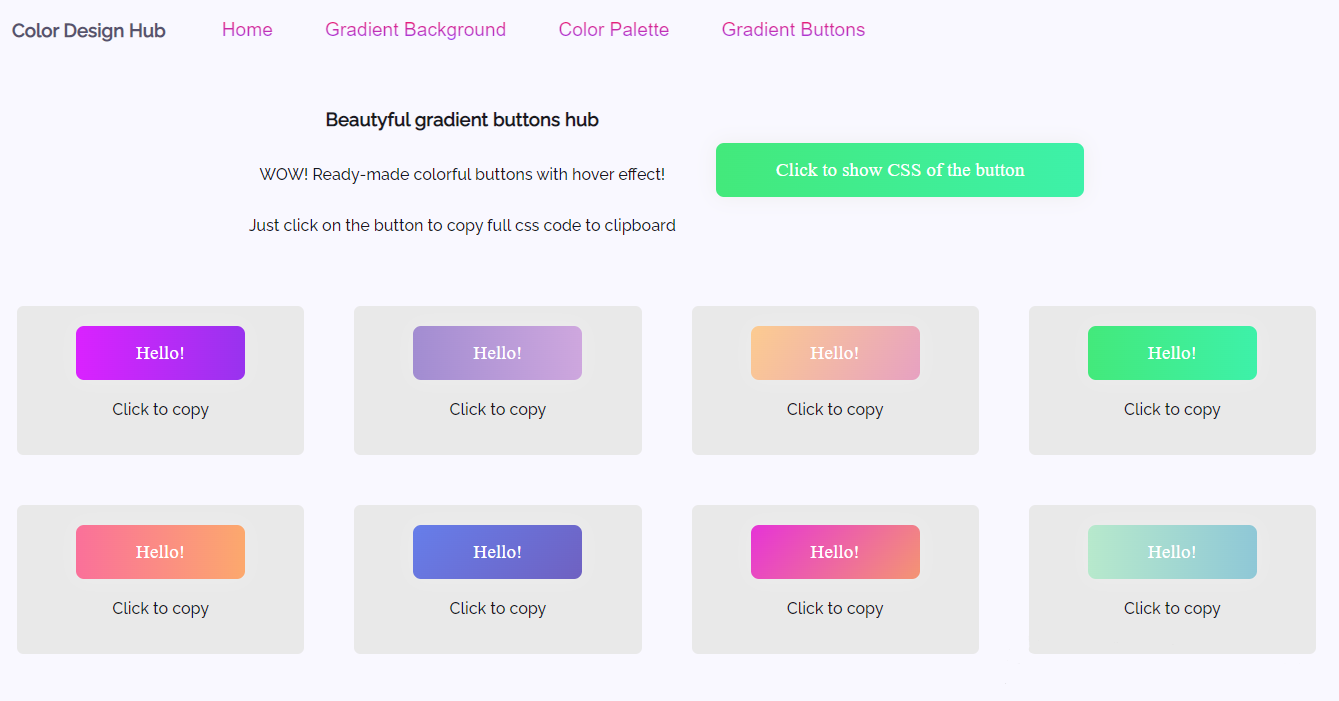 Color Design Hub Home Gradient Background Color Palette Gradient Buttons
Beautyful gradient buttons hub
WOW! Ready-made colorful buttons with hover effect!
Click to show CSS of the button
Just click on the button to copy full css code to clipboard
Hello! Hello! Hello! Hello!
Click to copy Click to copy Click to copy Click to copy
Hello! Hello! Hello! Hello!
Click to copy Click to copy Click to copy Click to copy